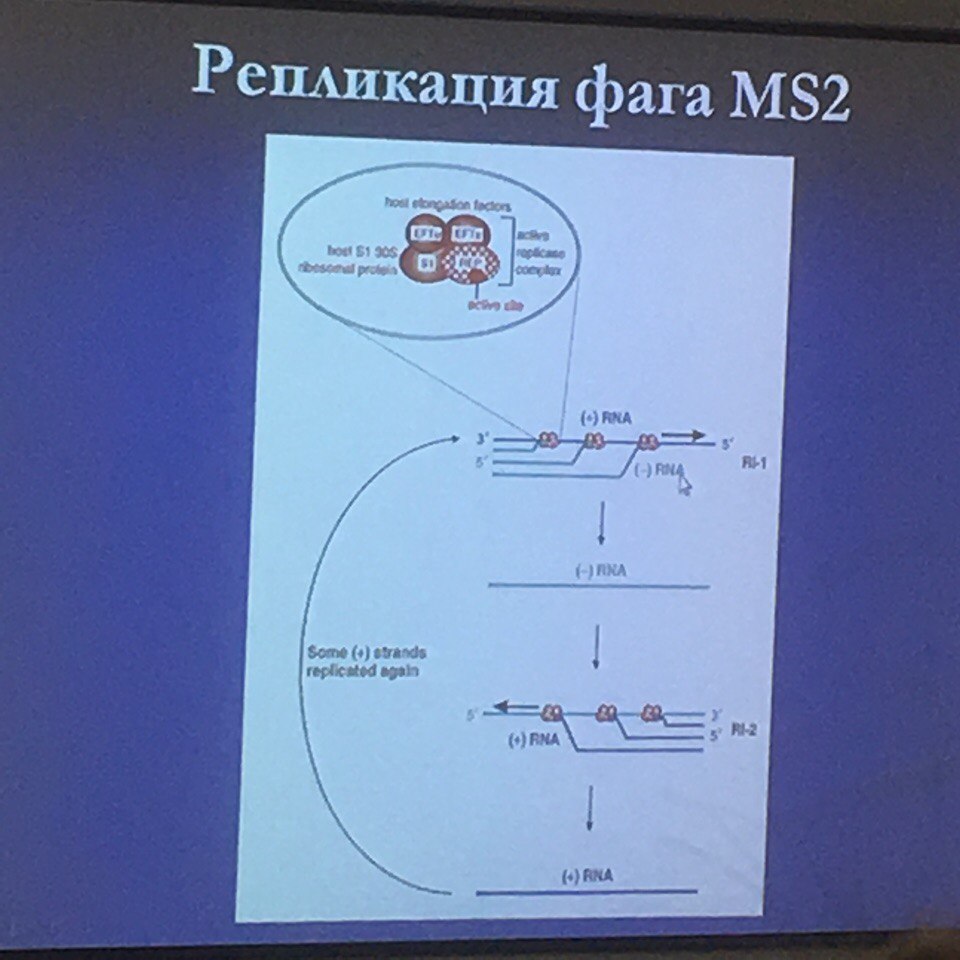 Репликация фага MS2
host elongation factors
EFTu EFTs
host S1 30S
ribosomal protein
S1 REP
active
replicase
complex
active site
(+) RNA
3′ 5′
5′ RI-1
(−) RNA
(−) RNA
Some (+) strands
replicated again
5′ 3′
(+) RNA 5′ RI-2
(+) RNA